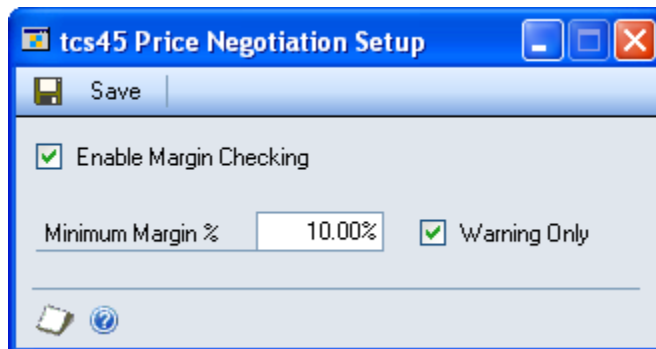 tcs45 Price Negotiation Setup
Save
Enable Margin Checking
Minimum Margin % 10.00% Warning Only